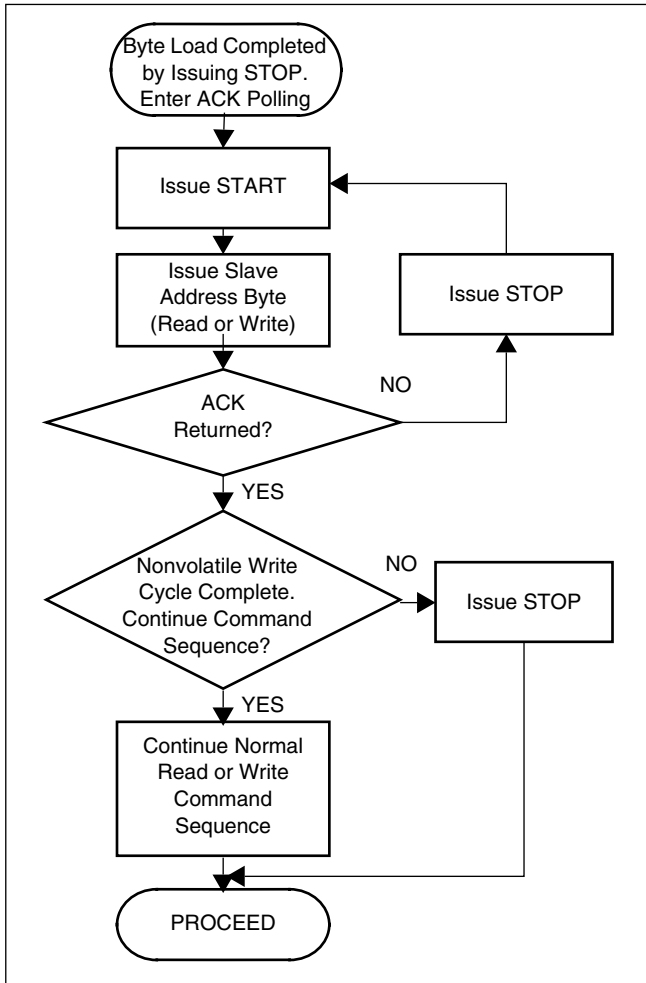 Byte Load Completed
by Issuing STOP.
Enter ACK Polling
Issue START
Issue Slave
Address Byte
(Read or Write)
Issue STOP
ACK
Returned?
NO
YES
Nonvolatile Write
Cycle Complete.
Continue Command
Sequence?
NO
Issue STOP
YES
Continue Normal
Read or Write
Command
Sequence
PROCEED